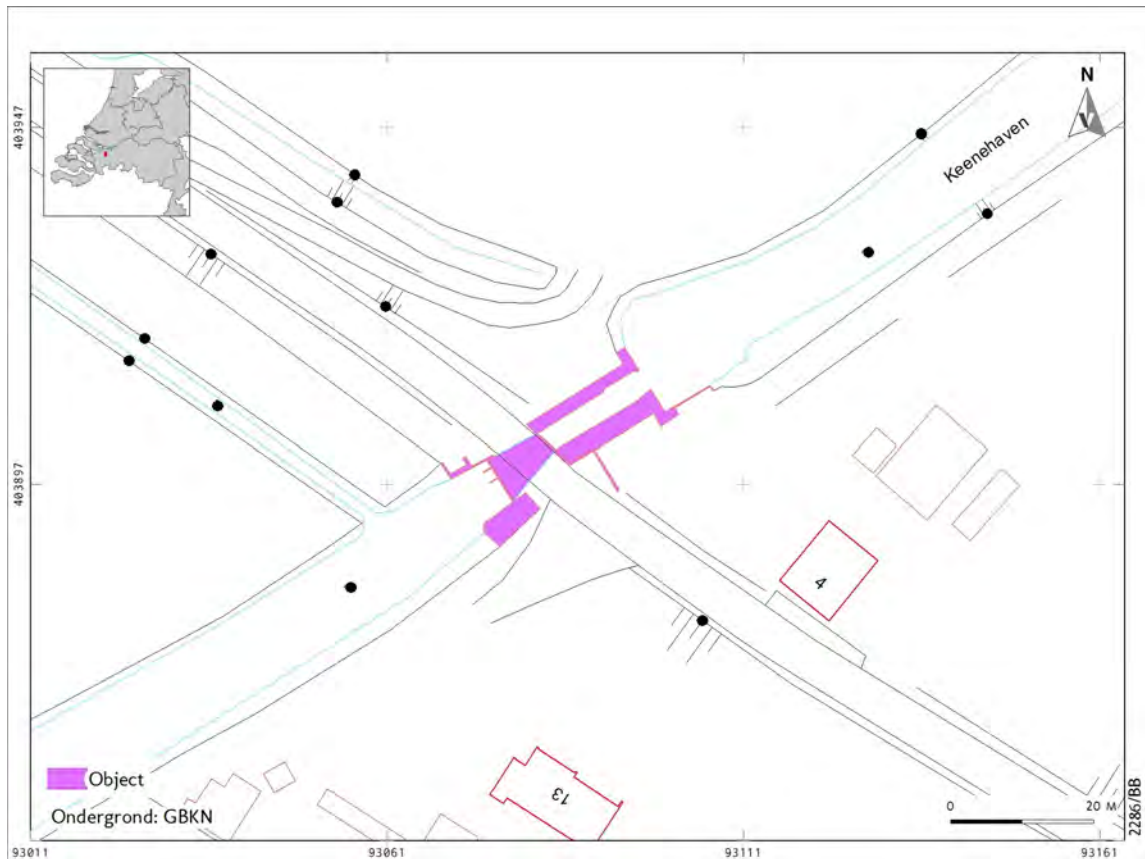 N
403947
Keenehaven
403897
4
13
Object
Ondergrond: GBKN
0 20 M
2286/BB
93011 93061 93111 93161